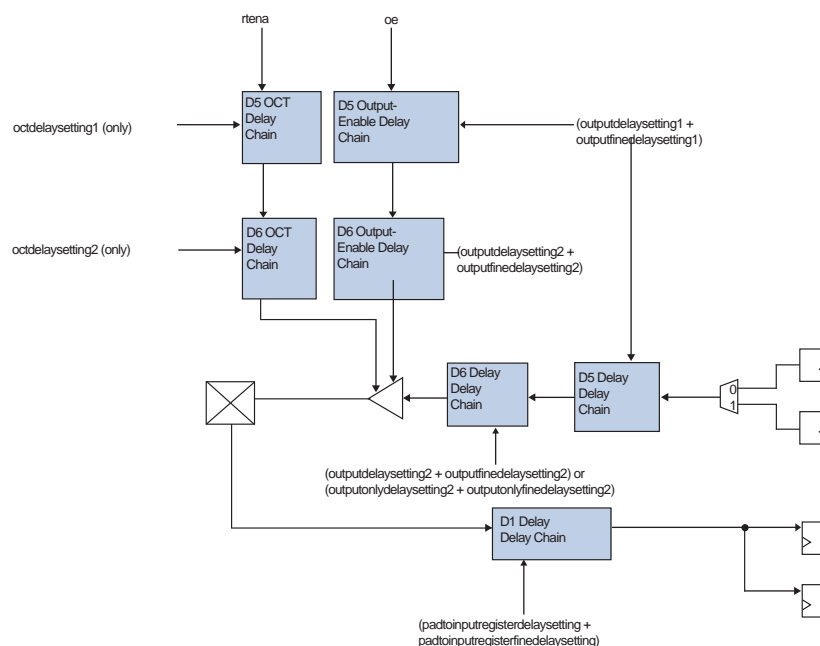 rtena
oe
D5 OCT
Delay
Chain
D5 Output-
Enable Delay
Chain
octdelaysetting1 (only)
(outputdelaysetting1 +
outputfinedelaysetting1)
D6 OCT
Delay
Chain
D6 Output-
Enable Delay
Chain
octdelaysetting2 (only)
(outputdelaysetting2 +
outputfinedelaysetting2)
D6 Delay
Delay
Chain
D5 Delay
Delay
Chain
0
1
(outputdelaysetting2 + outputfinedelaysetting2) or
(outputonlydelaysetting2 + outputonlyfinedelaysetting2)
D1 Delay
Delay Chain
(padtoinputregisterdelaysetting +
padtoinputregisterfinedelaysetting)